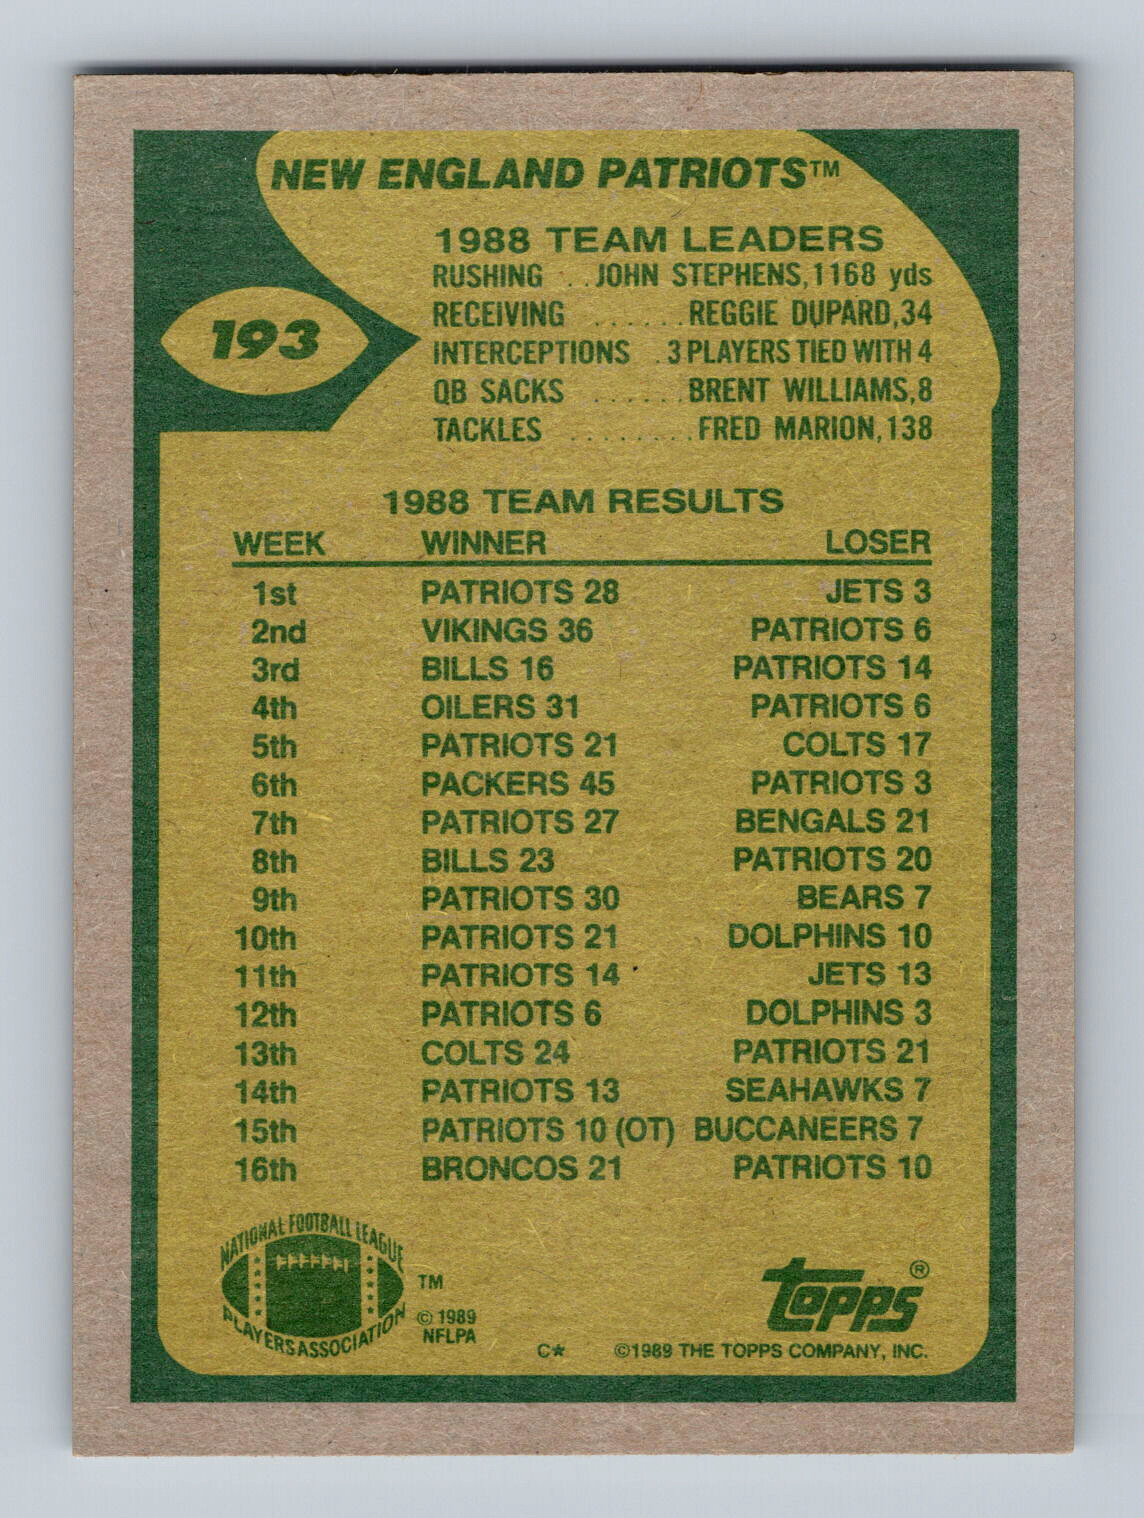 NEW ENGLAND PATRIOTS™
1988 TEAM LEADERS
RUSHING . . JOHN STEPHENS, 1168 yds
RECEIVING . . . . . . REGGIE DUPARD, 34
193
INTERCEPTIONS . 3 PLAYERS TIED WITH 4
QB SACKS . . . . . . BRENT WILLIAMS, 8
TACKLES . . . . . . . . FRED MARION, 138
1988 TEAM RESULTS
WEEK WINNER LOSER
1st PATRIOTS 28 JETS 3
2nd VIKINGS 36 PATRIOTS 6
3rd BILLS 16 PATRIOTS 14
4th OILERS 31 PATRIOTS 6
5th PATRIOTS 21 COLTS 17
6th PACKERS 45 PATRIOTS 3
7th PATRIOTS 27 BENGALS 21
8th BILLS 23 PATRIOTS 20
9th PATRIOTS 30 BEARS 7
10th PATRIOTS 21 DOLPHINS 10
11th PATRIOTS 14 JETS 13
12th PATRIOTS 6 DOLPHINS 3
13th COLTS 24 PATRIOTS 21
14th PATRIOTS 13 SEAHAWKS 7
15th PATRIOTS 10 (OT) BUCCANEERS 7
16th BRONCOS 21 PATRIOTS 10
NATIONAL FOOTBALL LEAGUE
PLAYERS ASSOCIATION
™
© 1989
NFLPA
topps®
C* ©1989 THE TOPPS COMPANY, INC.